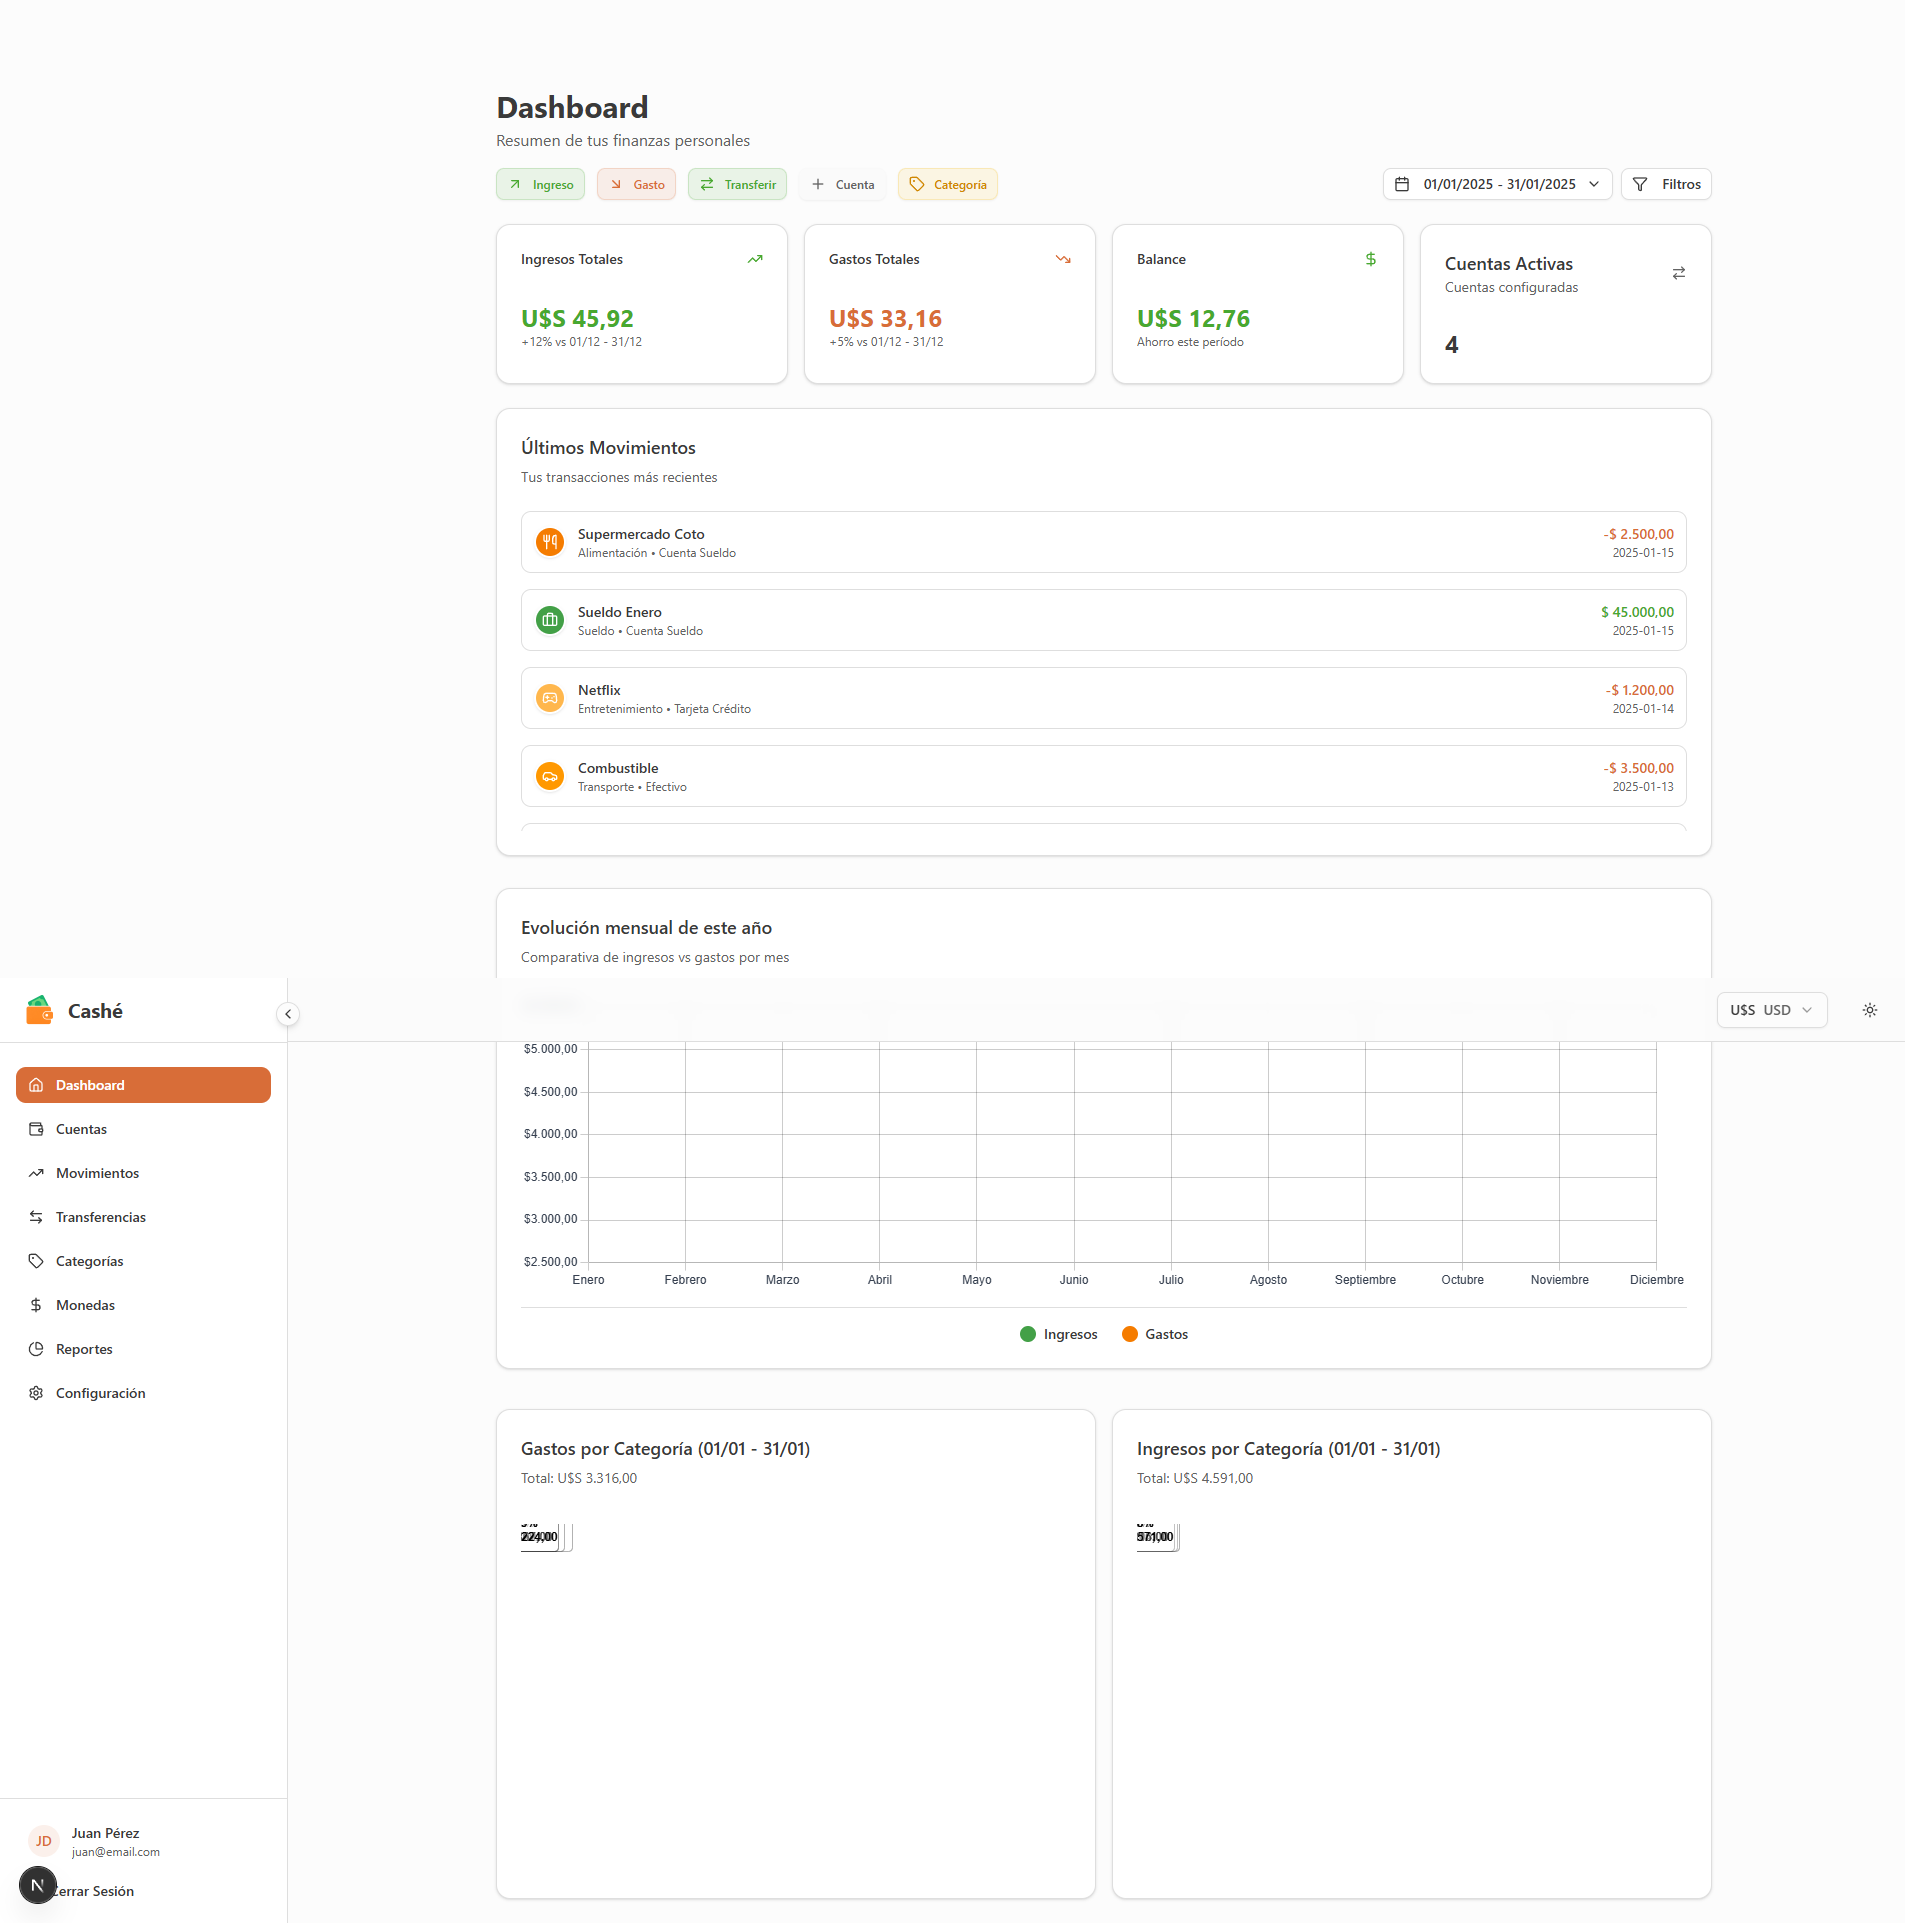 Dashboard
Resumen de tus finanzas personales
Ingreso
Gasto
Transferir
Cuenta
Categoría
01/01/2025 - 31/01/2025
Filtros
Ingresos Totales
U$S 45,92
+12% vs 01/12 - 31/12
Gastos Totales
U$S 33,16
+5% vs 01/12 - 31/12
Balance
$
U$S 12,76
Ahorro este período
Cuentas Activas
Cuentas configuradas
4
Últimos Movimientos
Tus transacciones más recientes
Supermercado Coto
Alimentación • Cuenta Sueldo
-$ 2.500,00
2025-01-15
Sueldo Enero
Sueldo • Cuenta Sueldo
$ 45.000,00
2025-01-15
Netflix
Entretenimiento • Tarjeta Crédito
-$ 1.200,00
2025-01-14
Combustible
Transporte • Efectivo
-$ 3.500,00
2025-01-13
Evolución mensual de este año
Comparativa de ingresos vs gastos por mes
Cashé
U$S USD
Dashboard
Cuentas
Movimientos
Transferencias
Categorías
Monedas
Reportes
Configuración
$5.000,00
$4.500,00
$4.000,00
$3.500,00
$3.000,00
$2.500,00
Enero
Febrero
Marzo
Abril
Mayo
Junio
Julio
Agosto
Septiembre
Octubre
Noviembre
Diciembre
Ingresos
Gastos
Gastos por Categoría (01/01 - 31/01)
Total: U$S 3.316,00
224,00
Ingresos por Categoría (01/01 - 31/01)
Total: U$S 4.591,00
571,00
JD
Juan Pérez
juan@email.com
N
Cerrar Sesión